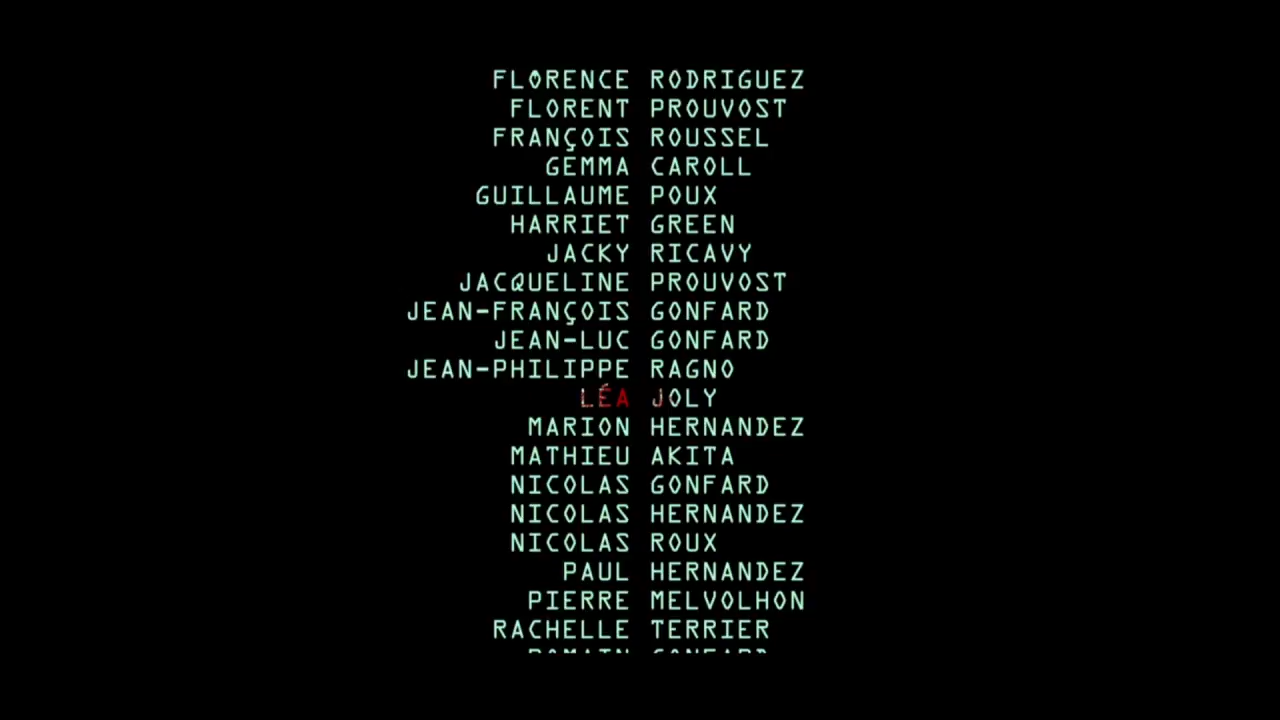 FLORENCE RODRIGUEZ
FLORENT PROUVOST
FRANÇOIS ROUSSEL
GEMMA CAROLL
GUILLAUME POUX
HARRIET GREEN
JACKY RICAVY
JACQUELINE PROUVOST
JEAN-FRANÇOIS GONFARD
JEAN-LUC GONFARD
JEAN-PHILIPPE RAGNO
LÉA JOLY
MARION HERNANDEZ
MATHIEU AKITA
NICOLAS GONFARD
NICOLAS HERNANDEZ
NICOLAS ROUX
PAUL HERNANDEZ
PIERRE MELVOLHON
RACHELLE TERRIER
ROMAIN GONFARD